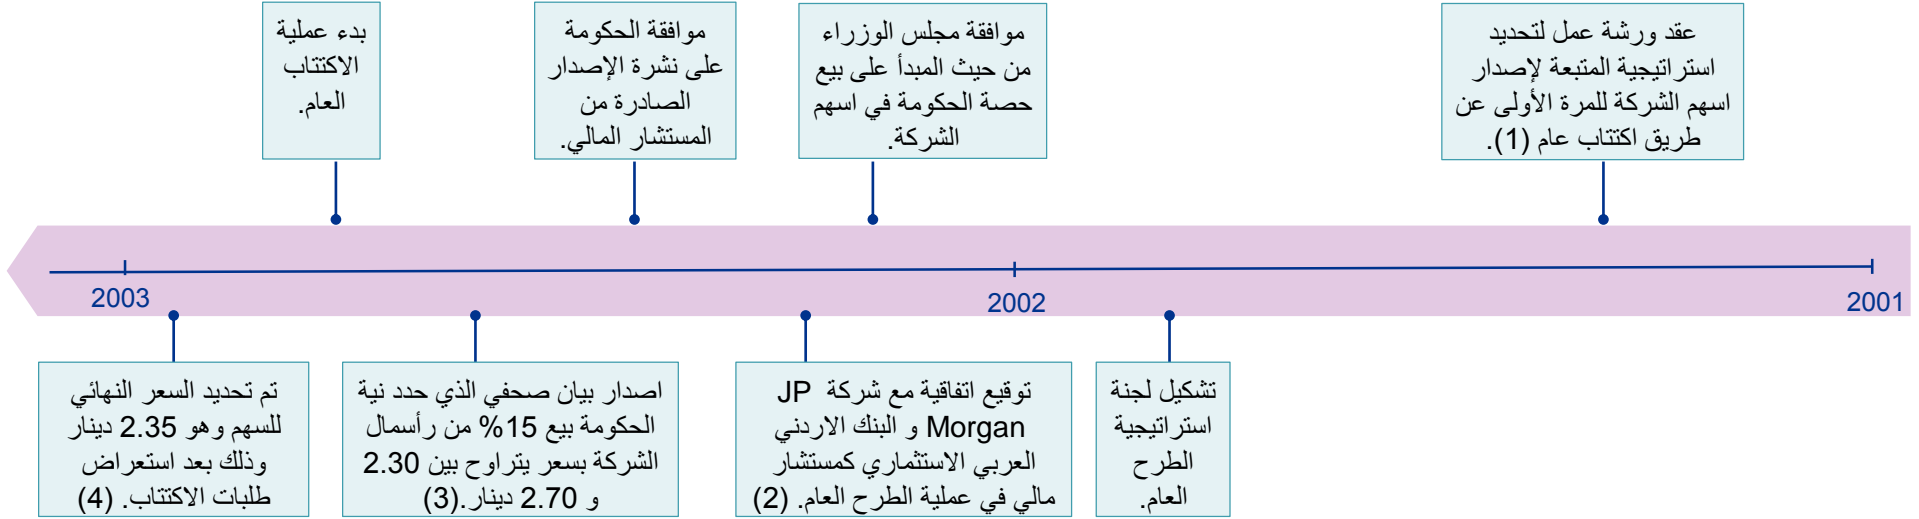 عقد ورشة عمل لتحديد
استراتيجية المتبعة لإصدار
اسهم الشركة للمرة الأولى عن
طريق اكتتاب عام (1).
موافقة مجلس الوزراء
من حيث المبدأ على بيع
حصة الحكومة في اسهم
الشركة.
موافقة الحكومة
على نشرة الإصدار
الصادرة من
المستشار المالي.
بدء عملية
الاكتتاب
العام.
2001
2002
2003
تشكيل لجنة
استراتيجية
الطرح
العام.
توقيع اتفاقية مع شركة JP
Morgan و البنك الاردني
العربي الاستثماري كمستشار
مالي في عملية الطرح العام. (2)
اصدار بيان صحفي الذي حدد نية
الحكومة بيع 15% من رأسمال
الشركة بسعر يتراوح بين 2.30
و 2.70 دينار.(3)
تم تحديد السعر النهائي
للسهم وهو 2.35 دينار
وذلك بعد استعراض
طلبات الاكتتاب. (4)